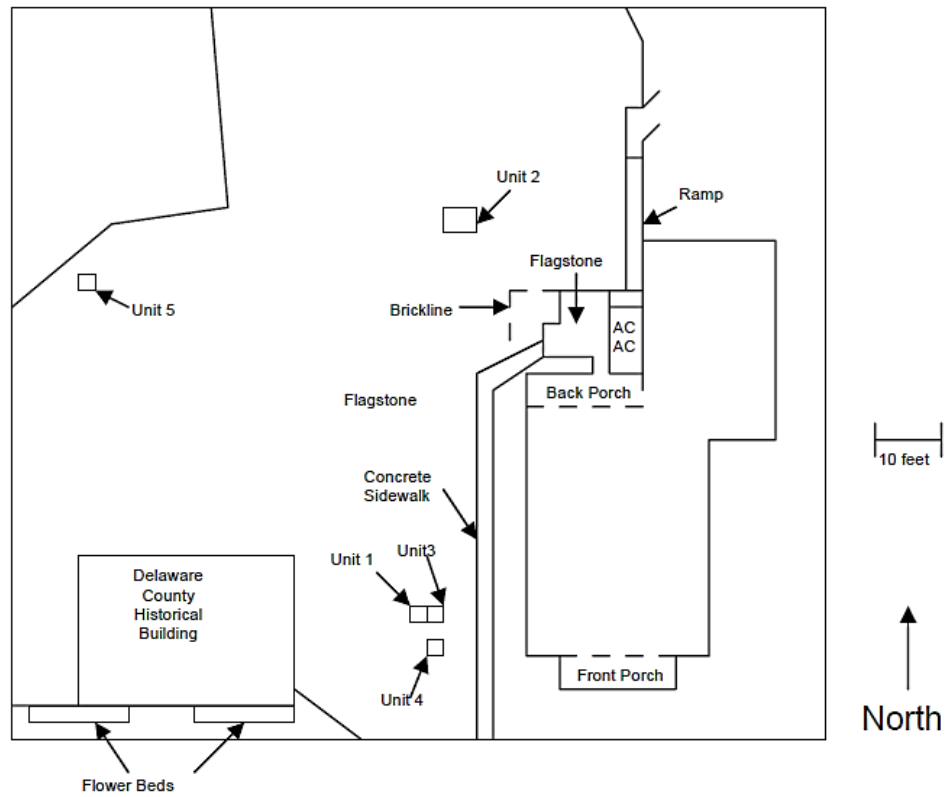 Unit 2
Ramp
Flagstone
Unit 5
Brickline
AC
AC
Back Porch
Flagstone
10 feet
Concrete
Sidewalk
Unit 1
Unit3
Delaware
County
Historical
Building
Front Porch
Unit 4
North
Flower Beds